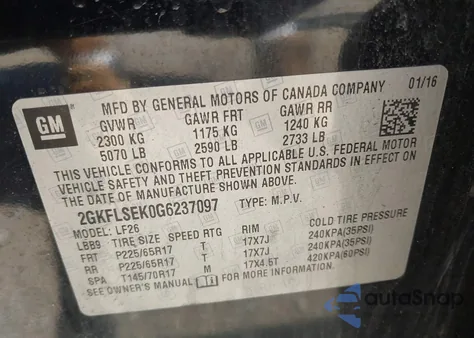 GM
MFD BY GENERAL MOTORS OF CANADA COMPANY 01/16
GVWR GAWR FRT GAWR RR
2300 KG 1175 KG 1240 KG
5070 LB 2590 LB 2733 LB
THIS VEHICLE CONFORMS TO ALL APPLICABLE U.S. FEDERAL MOTOR
VEHICLE SAFETY AND THEFT PREVENTION STANDARDS IN EFFECT ON
THE DATE OF MANUFACTURE SHOWN ABOVE.
2GKFLSEK0G6237097 TYPE: M.P.V.
MODEL: LF26
LBB9 TIRE SIZE SPEED RTG RIM COLD TIRE PRESSURE
FRT P225/65R17 T 17X7J 240KPA(35PSI)
RR P225/65R17 T 17X7J 240KPA(35PSI)
SPA T145/70R17 M 17X4.5T 420KPA(60PSI)
SEE OWNER'S MANUAL FOR MORE INFORMATION.
autoSnap